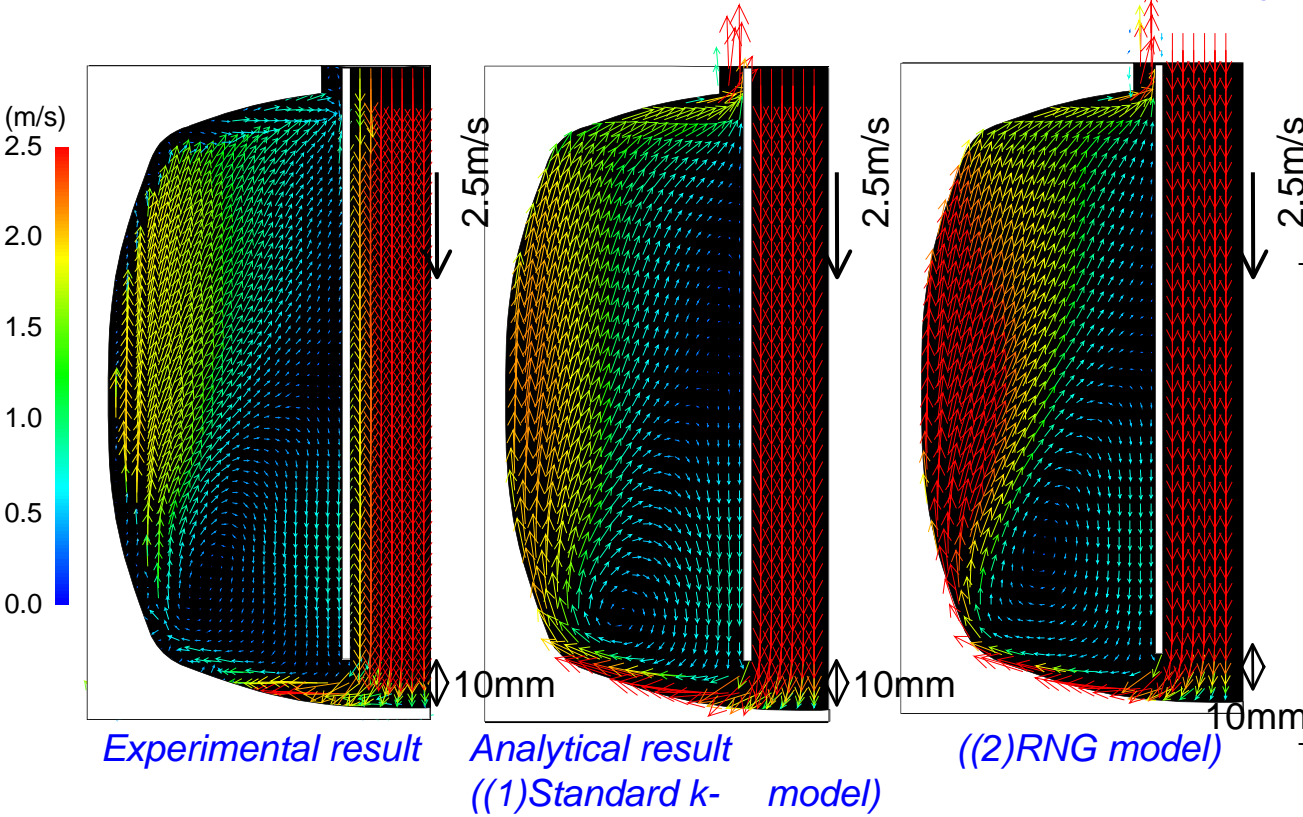 (m/s)
2.5
2.0
1.5
1.0
0.5
0.0
2.5m/s
2.5m/s
2.5m/s
10mm
10mm
10mm
Experimental result
Analytical result
((1)Standard k- model)
((2)RNG model)